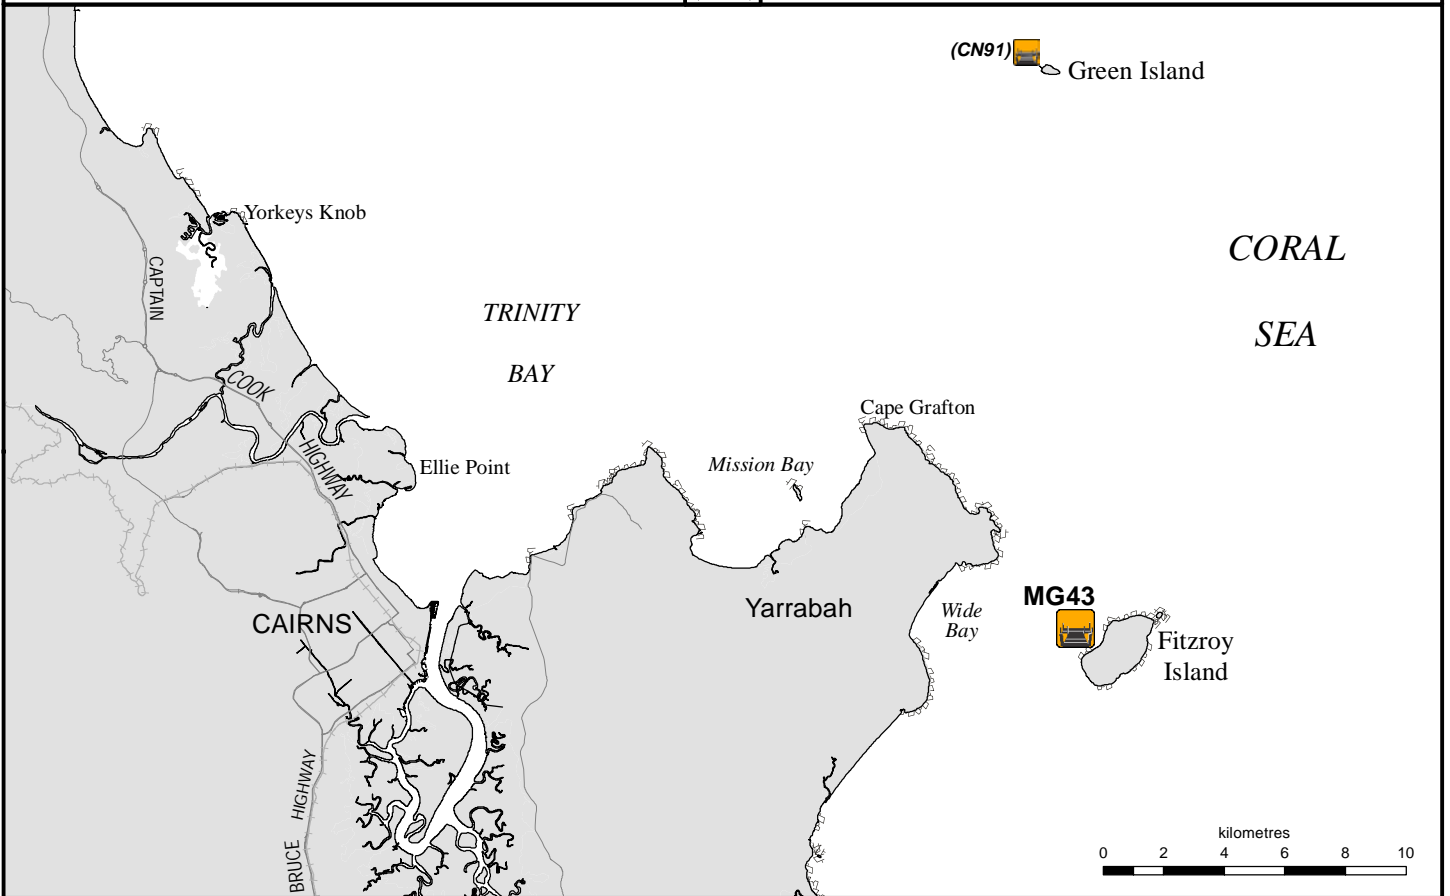 (CN91)
Green Island
Yorkeys Knob
CORAL
SEA
CAPTAIN
TRINITY
BAY
COOK
Cape Grafton
HIGHWAY
Ellie Point
Mission Bay
MG43
CAIRNS
Yarrabah
Wide
Bay
Fitzroy
Island
BRUCE HIGHWAY
kilometres
0 2 4 6 8 10